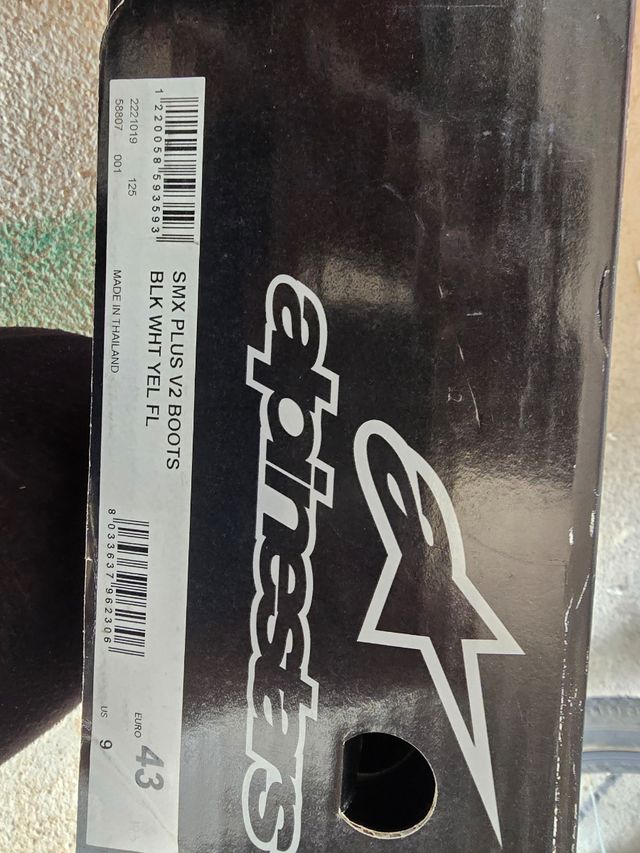 1 220058 593593
2221019 125
58807 001
SMX PLUS V2 BOOTS
BLK WHT YEL FL
MADE IN THAILAND
8 033637 962306
EURO 43
US 9
alpinestars